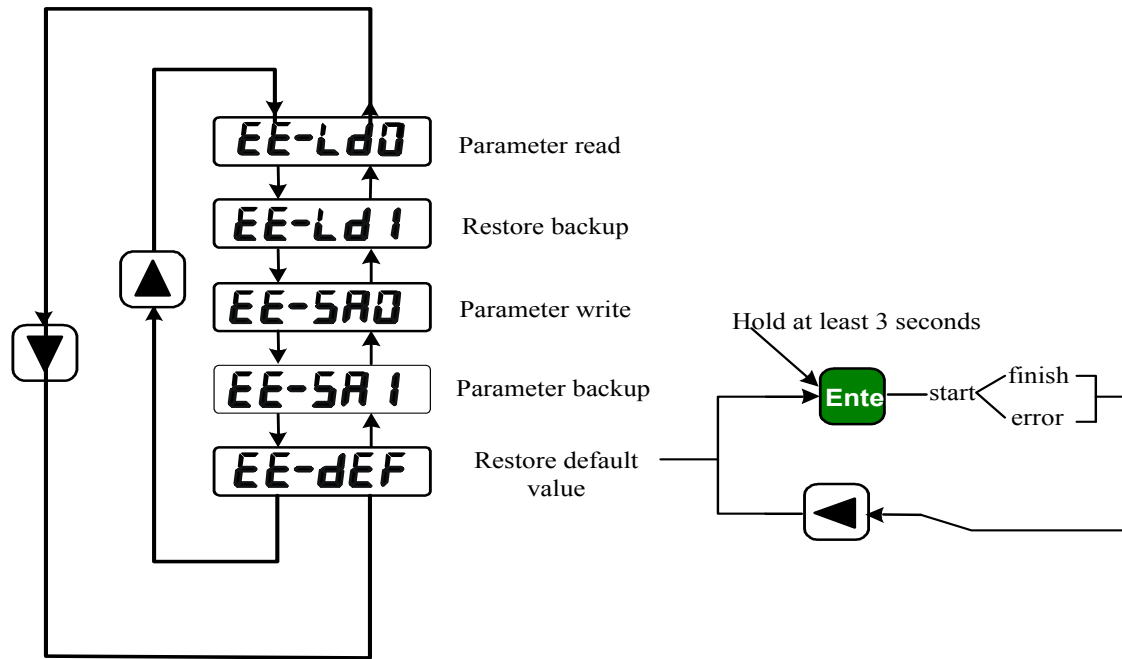 EE-Ld0
Parameter read
EE-Ld1
Restore backup
EE-SA0
Parameter write
Hold at least 3 seconds
EE-SA1
Parameter backup
Ente
start
finish
error
EE-dEF
Restore default
value